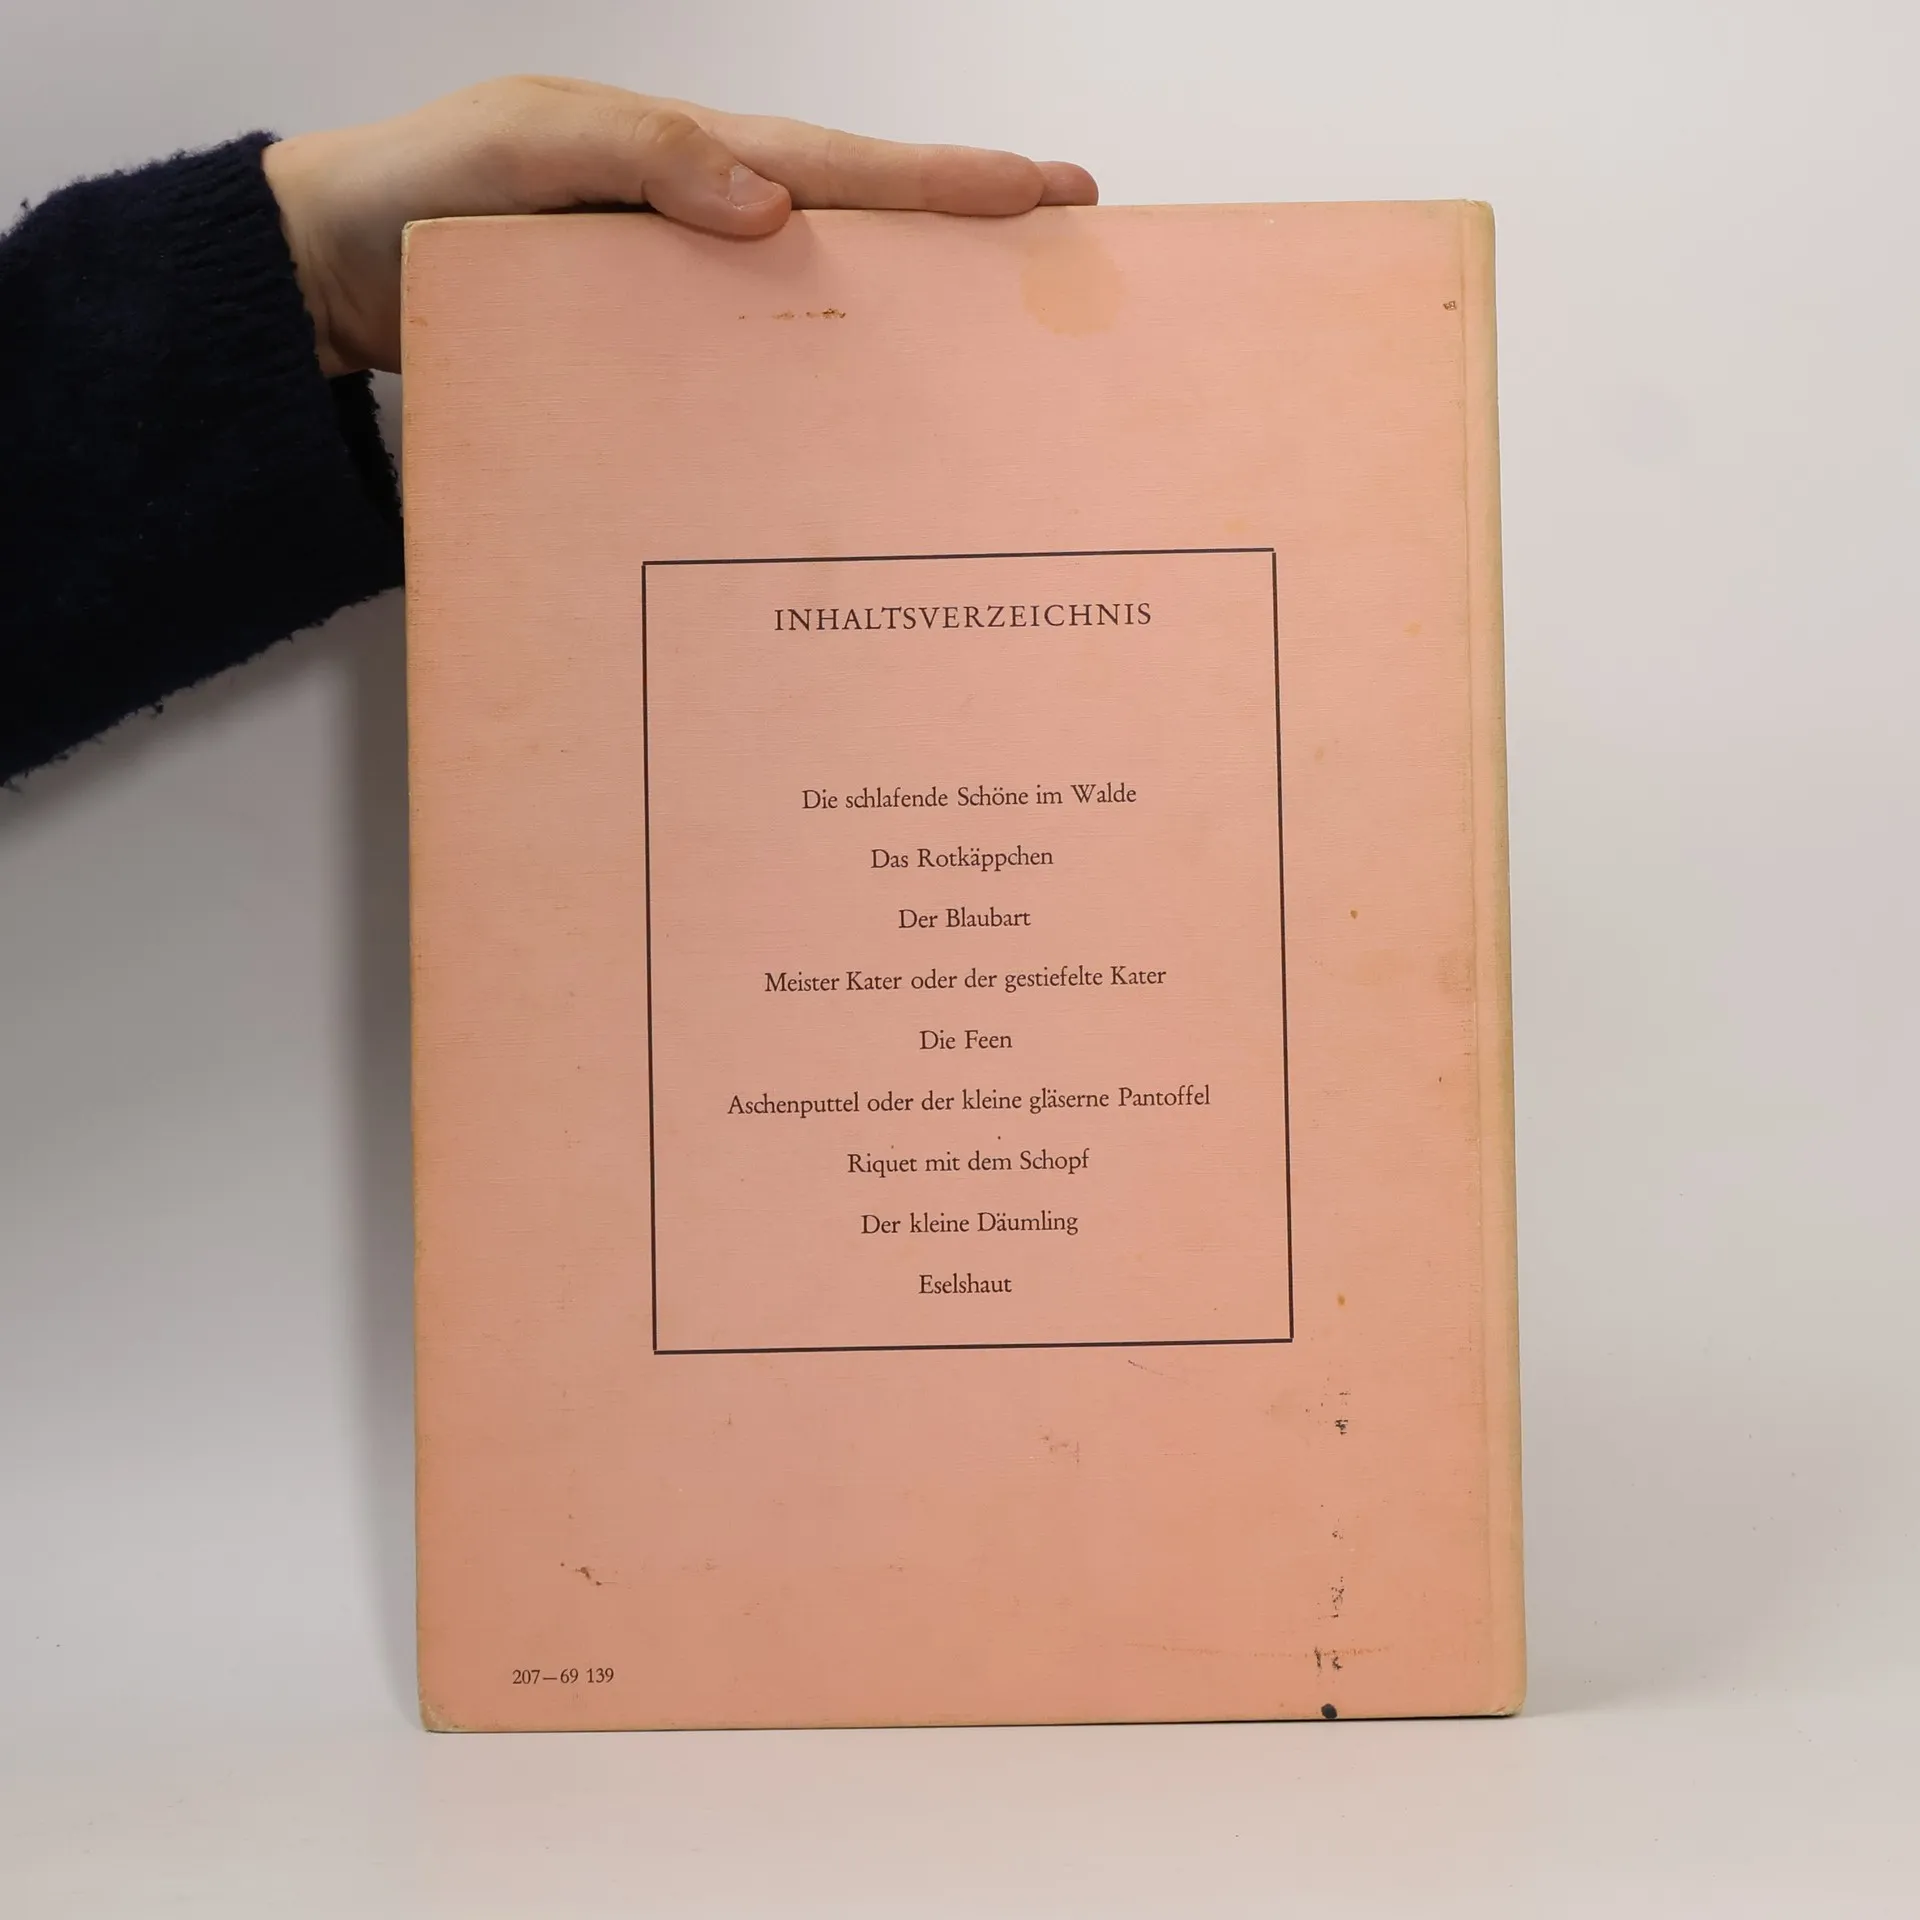 INHALTSVERZEICHNIS
Die schlafende Schöne im Walde
Das Rotkäppchen
Der Blaubart
Meister Kater oder der gestiefelte Kater
Die Feen
Aschenputtel oder der kleine gläserne Pantoffel
Riquet mit dem Schopf
Der kleine Däumling
Eselshaut
207—69 139